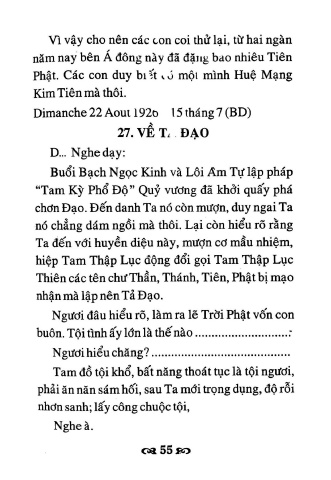 Vì vậy cho nên các con coi thử lại, từ hai ngàn
năm nay bên Á đông này đã đặng bao nhiêu Tiên
Phật. Các con duy biết có một mình Huệ Mạng
Kim Tiên mà thôi.
Dimanche 22 Aout 1926 15 tháng 7 (BD)
27. VỀ T ĐẠO
D... Nghe dạy:
Buổi Bạch Ngọc Kinh và Lôi Âm Tự lập pháp
"Tam Kỳ Phổ Độ" Quỷ vương đã khởi quấy phá
chơn Đạo. Đến danh Ta nó còn mượn, duy ngai Ta
nó chẳng dám ngồi mà thôi. Lại còn hiểu rõ rằng
Ta đến với huyền diệu này, mượn cơ mầu nhiệm,
hiệp Tam Thập Lục động đổi gọi Tam Thập Lục
Thiên các tên như Thần, Thánh, Tiên, Phật bị mạo
nhận mà lập nên Tả Đạo.
Ngươi đâu hiểu rõ, làm ra lẽ Trời Phật vốn con
buôn. Tội tình ấy lớn là thế nào ..............................:
Ngươi hiểu chăng? ...........................................
Tam đồ tội khổ, bất năng thoát tục là tội ngươi,
phải ăn năn sám hối, sau Ta mới trọng dụng, độ rỗi
nhơn sanh; lấy công chuộc tội,
Nghe à.
55